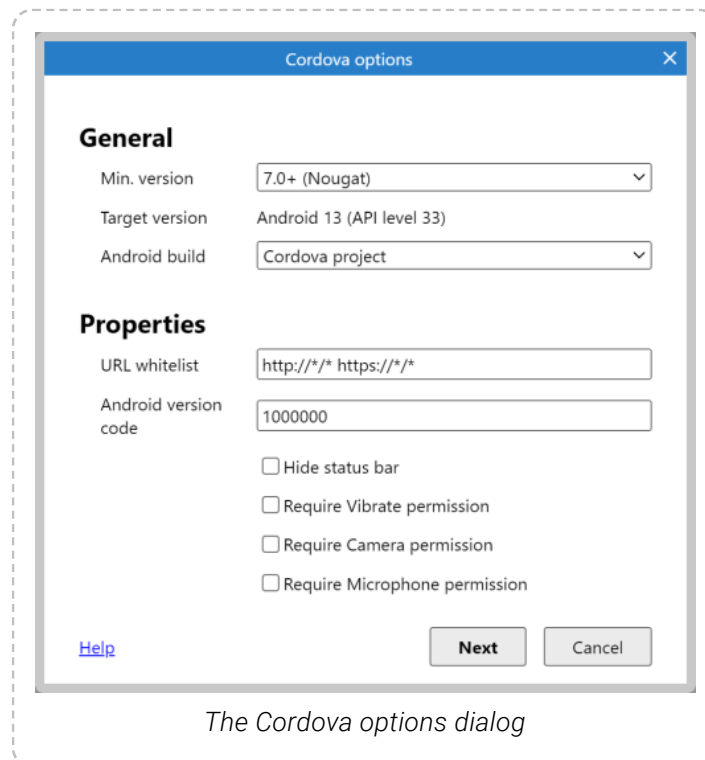 Cordova options
General
Min. version 7.0+ (Nougat)
Target version Android 13 (API level 33)
Android build Cordova project
Properties
URL whitelist http://*/* https://*/*
Android version
code 1000000
Hide status bar
Require Vibrate permission
Require Camera permission
Require Microphone permission
Help Next Cancel
The Cordova options dialog